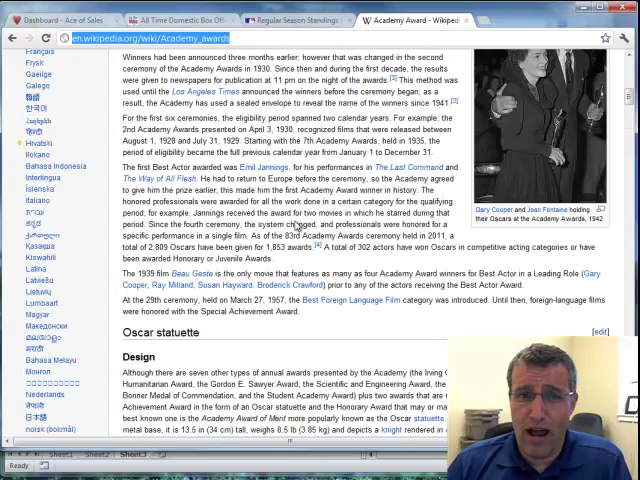 Dashboard - Ace of Sales
All Time Domestic Box Off
Regular Season Standings |
Academy Award - Wikipedi
en.wikipedia.org/wiki/Academy_awards
Français
Frysk
Gaeilge
Galego
한국어
हिन्दी
Hrvatski
Ilokano
Bahasa Indonesia
Íslenska
Italiano
עברית
ქართული
Қазақша
Kiswahili
Latina
Latviešu
Lietuvių
Lumbaart
Magyar
Македонски
മലയാളം
मराठी
Bahasa Melayu
Монгол
Nederlands
नेपाली
日本語
norsk (bokmål)
Winners had been announced three months earlier; however that was changed in the second
ceremony of the Academy Awards in 1930. Since then and during the first decade, the results
were given to newspapers for publication at 11 pm on the night of the awards.[3] This method was
used until the Los Angeles Times announced the winners before the ceremony began; as a
result, the Academy has used a sealed envelope to reveal the name of the winners since 1941.[3]
For the first six ceremonies, the eligibility period spanned two calendar years. For example, the
2nd Academy Awards presented on April 3, 1930, recognized films that were released between
August 1, 1928 and July 31, 1929. Starting with the 7th Academy Awards, held in 1935, the
period of eligibility became the full previous calendar year from January 1 to December 31.
The first Best Actor awarded was Emil Jannings, for his performances in The Last Command and
The Way of All Flesh. He had to return to Europe before the ceremony, so the Academy agreed
to give him the prize earlier; this made him the first Academy Award winner in history. The
honored professionals were awarded for all the work done in a certain category for the qualifying
period; for example, Jannings received the award for two movies in which he starred during that
period. Since the fourth ceremony, the system changed, and professionals were honored for a
specific performance in a single film. As of the 83rd Academy Awards ceremony held in 2011, a
total of 2,809 Oscars have been given for 1,853 awards.[4] A total of 302 actors have won Oscars in competitive acting categories or have
been awarded Honorary or Juvenile Awards.
The 1939 film Beau Geste is the only movie that features as many as four Academy Award winners for Best Actor in a Leading Role (Gary
Cooper, Ray Milland, Susan Hayward, Broderick Crawford) prior to any of the actors receiving the Best Actor Award.
At the 29th ceremony, held on March 27, 1957, the Best Foreign Language Film category was introduced. Until then, foreign-language films
were honored with the Special Achievement Award.
Gary Cooper and Joan Fontaine holding
their Oscars at the Academy Awards, 1942
Oscar statuette
[edit]
Design
Although there are seven other types of annual awards presented by the Academy (the Irving G
Humanitarian Award, the Gordon E. Sawyer Award, the Scientific and Engineering Award, the
Bonner Medal of Commendation, and the Student Academy Award) plus two awards that are n
Achievement Award in the form of an Oscar statuette and the Honorary Award that may or ma
best known one is the Academy Award of Merit more popularly known as the Oscar statuette.
metal base, it is 13.5 in (34 cm) tall, weighs 8.5 lb (3.85 kg) and depicts a knight rendered in
Sheet1
Sheet2
Sheet3
Ready